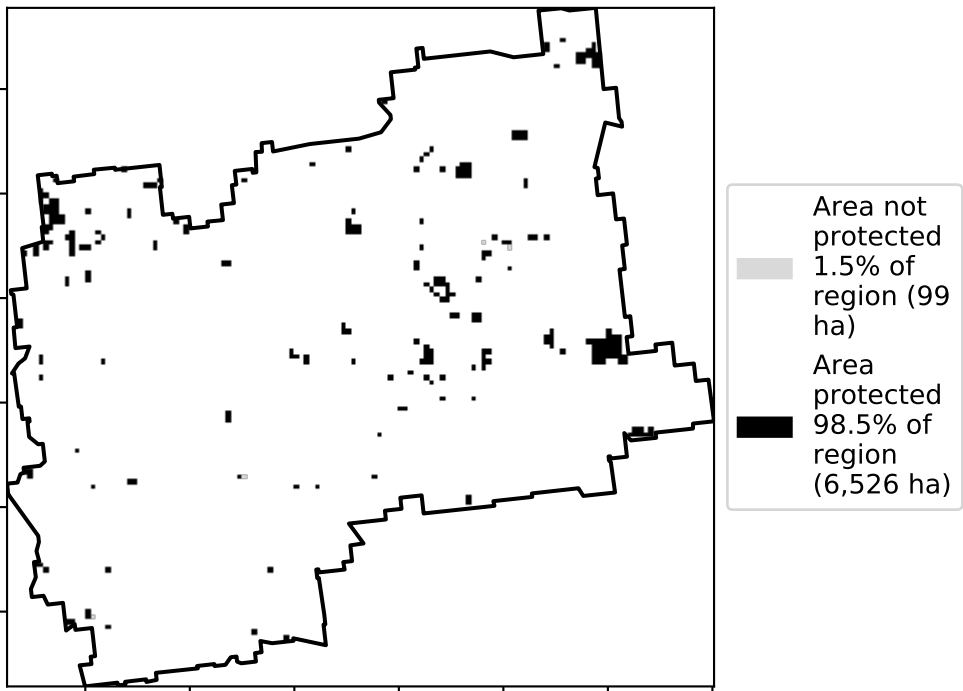 Area not
protected
1.5% of
region (99
ha)
Area
protected
98.5% of
region
(6,526 ha)